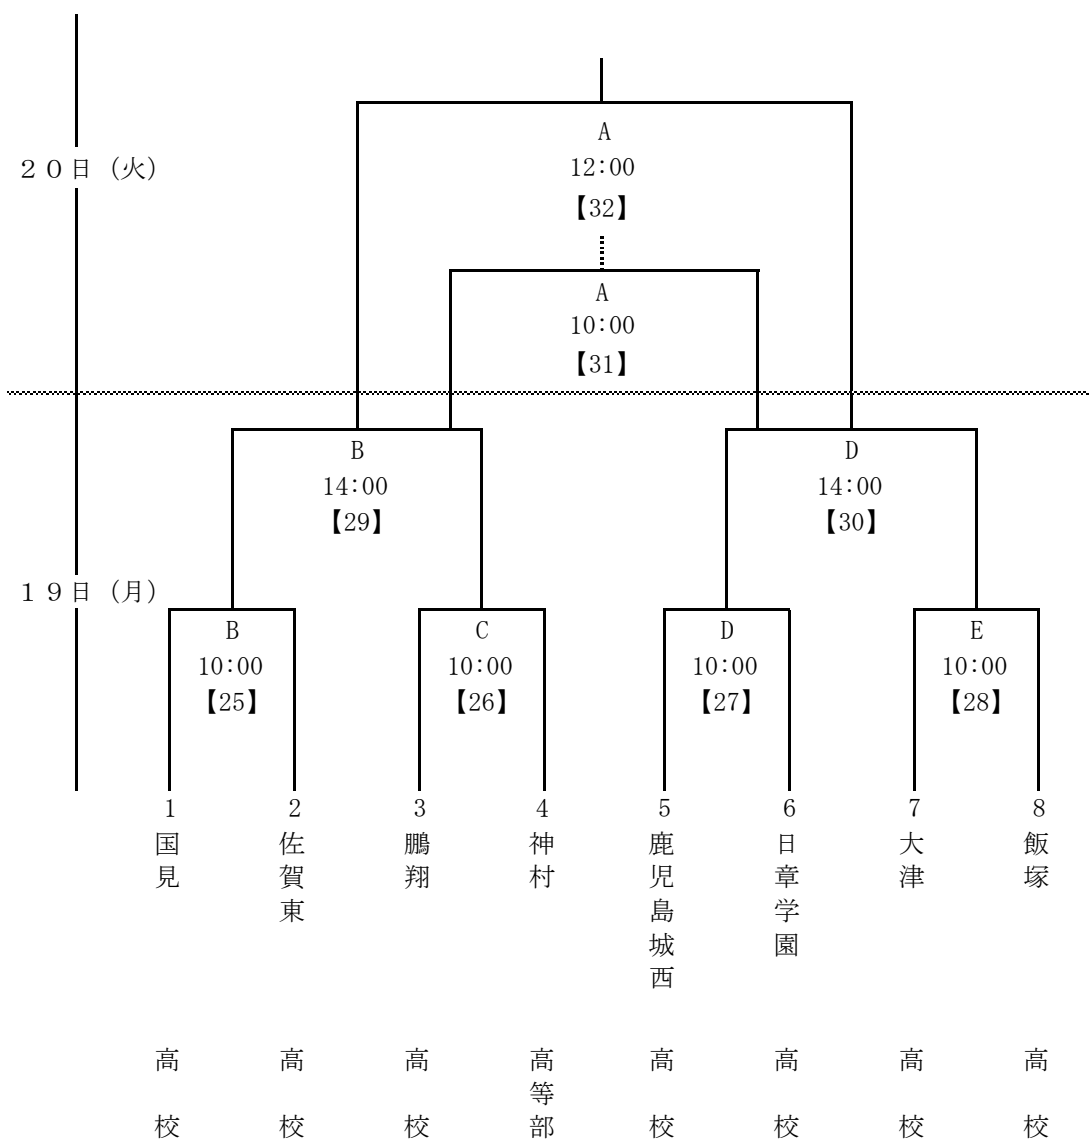 ２０日（火）
A
12:00
【32】
A
10:00
【31】
B
14:00
【29】
D
14:00
【30】
１９日（月）
B
10:00
【25】
C
10:00
【26】
D
10:00
【27】
E
10:00
【28】
1
国見高校
2
佐賀東高校
3
鵬翔高校
4
神村高等部
5
鹿児島城西高校
6
日章学園高校
7
大津高校
8
飯塚高校